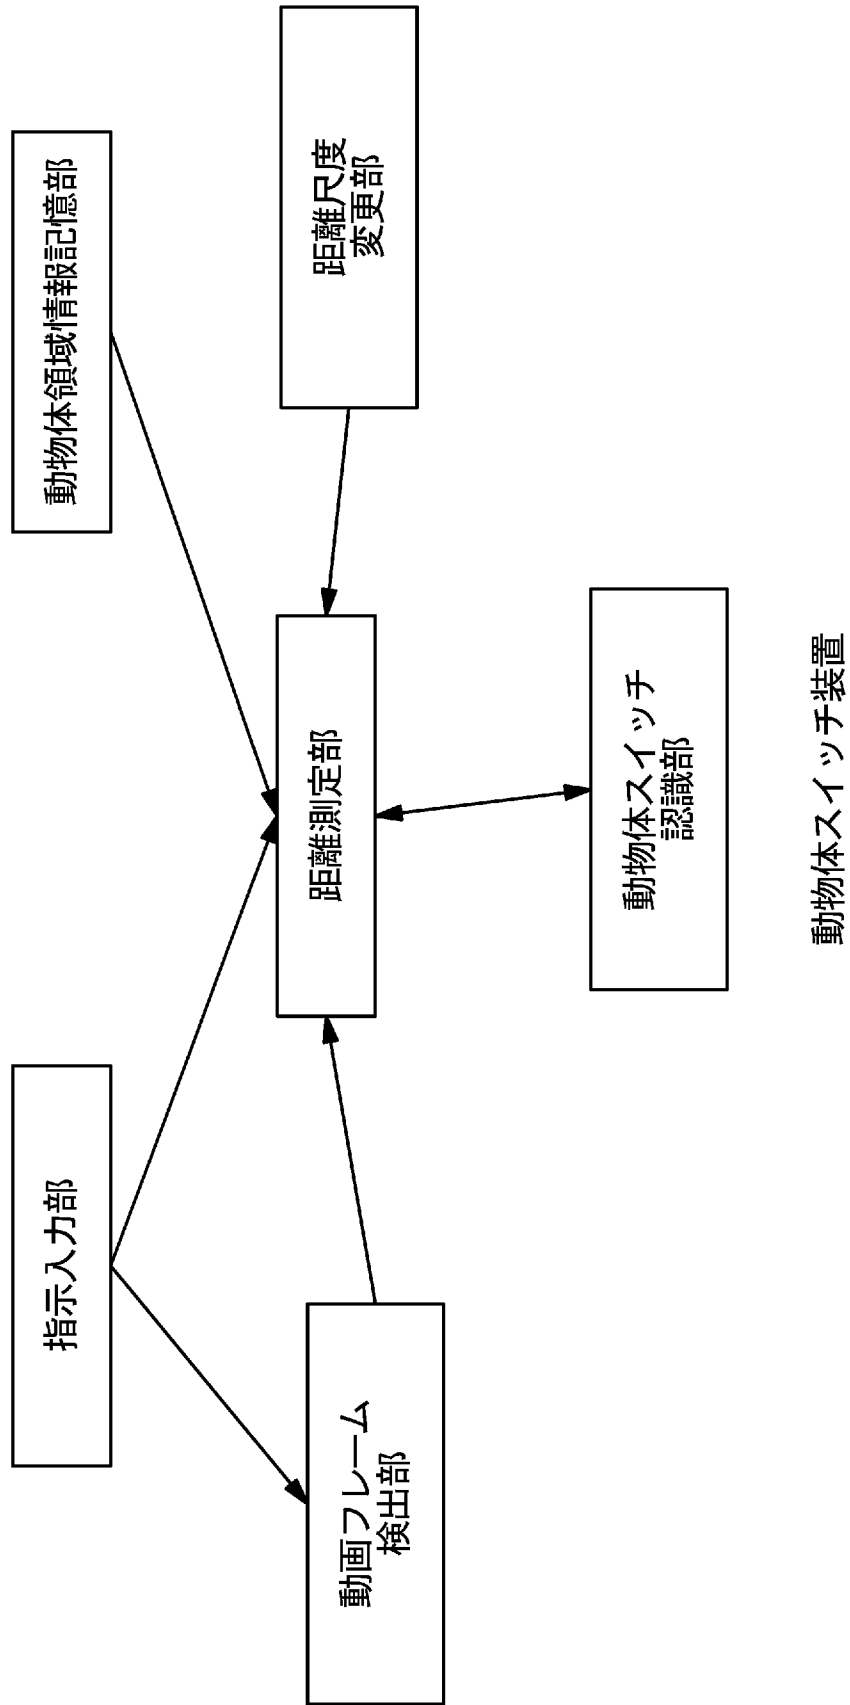 指示入力部
動物体領域情報記憶部
動画フレーム
検出部
距離測定部
距離尺度
変更部
動物体スイッチ
認識部
動物体スイッチ装置